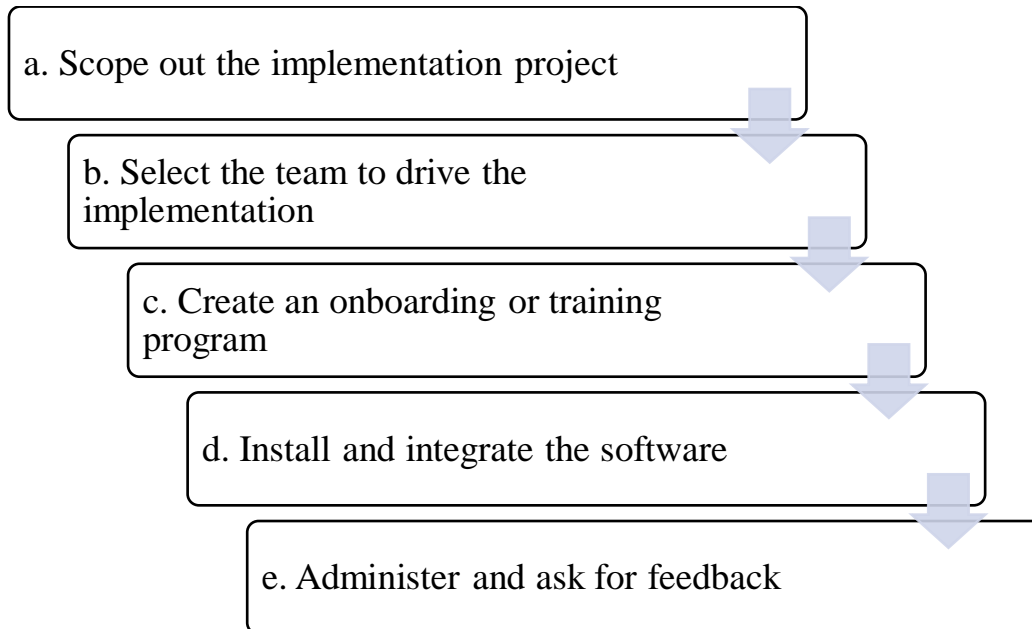 a. Scope out the implementation project
b. Select the team to drive the
implementation
c. Create an onboarding or training
program
d. Install and integrate the software
e. Administer and ask for feedback